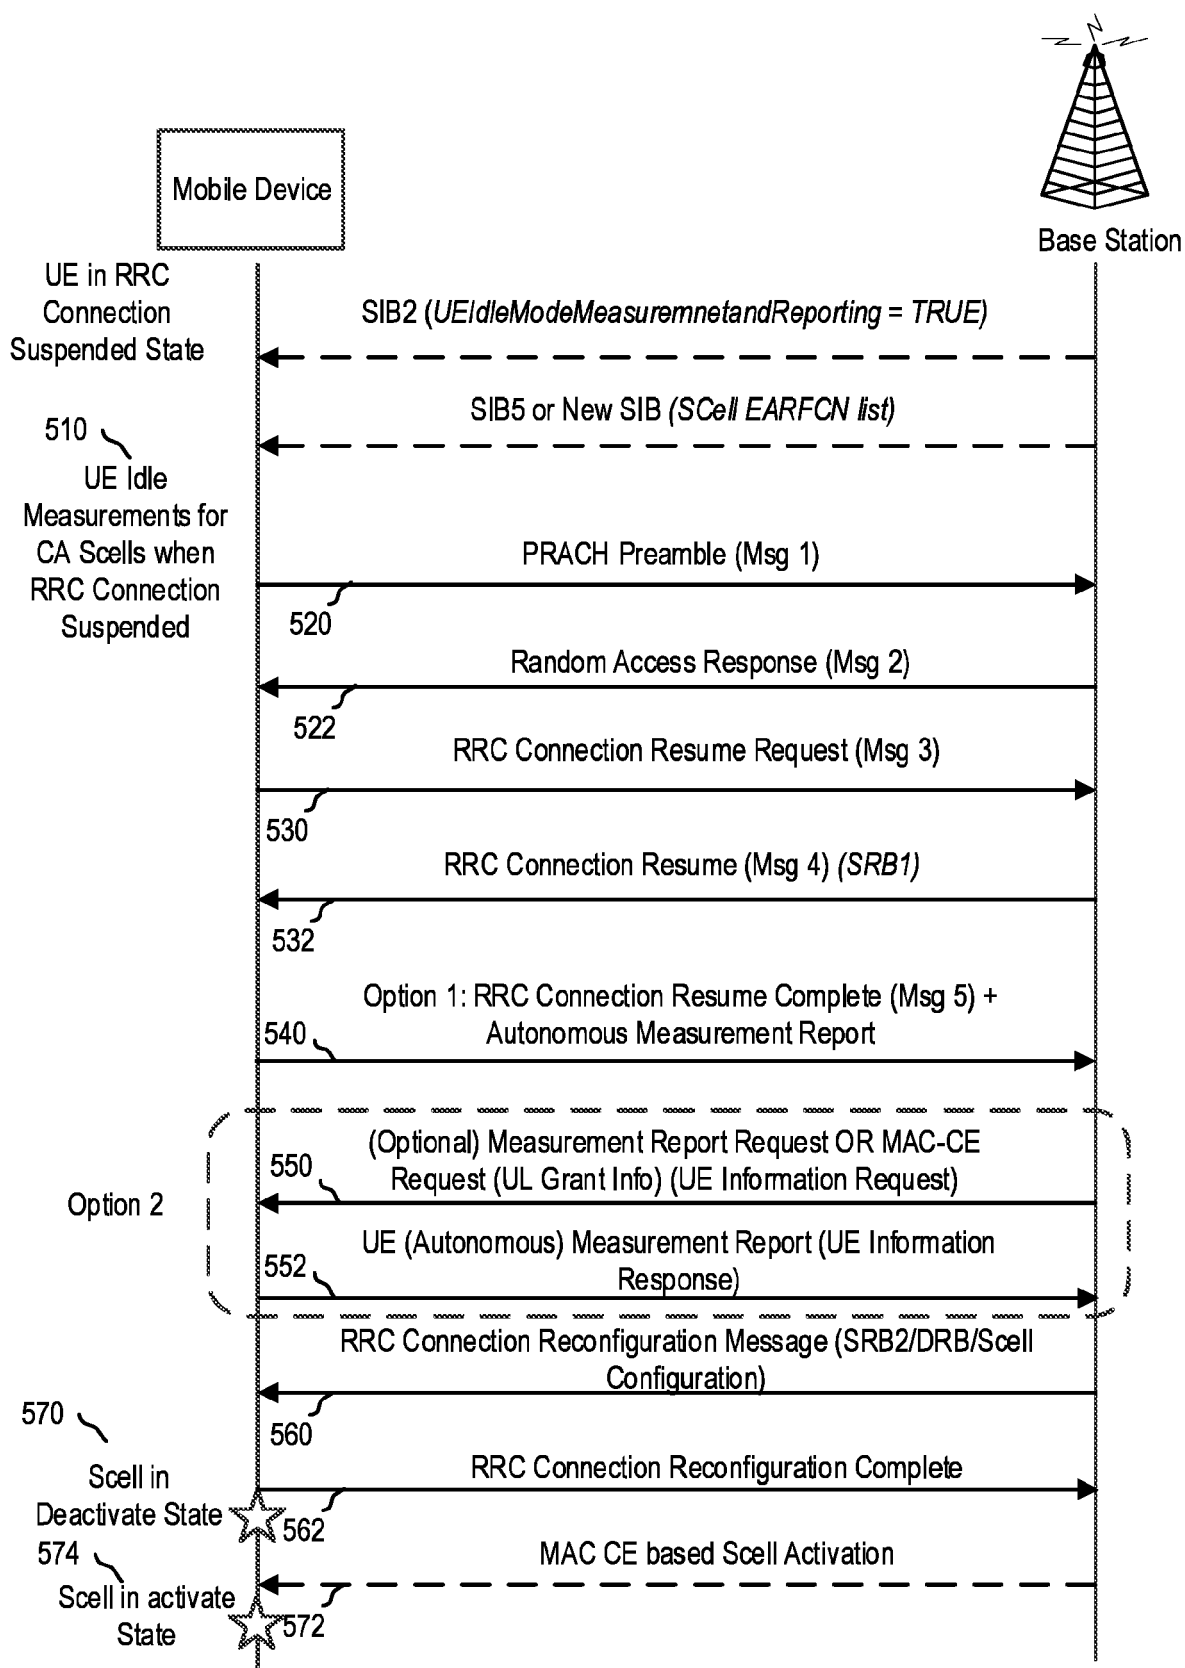 Mobile Device
Base Station
UE in RRC
Connection
Suspended State
SIB2 (UEIdleModeMeasuremnetandReporting = TRUE)
SIB5 or New SIB (SCell EARFCN list)
510
UE Idle
Measurements for
CA Scells when
RRC Connection
Suspended
PRACH Preamble (Msg 1)
520
Random Access Response (Msg 2)
522
RRC Connection Resume Request (Msg 3)
530
RRC Connection Resume (Msg 4) (SRB1)
532
Option 1: RRC Connection Resume Complete (Msg 5) +
Autonomous Measurement Report
540
Option 2
(Optional) Measurement Report Request OR MAC-CE
Request (UL Grant Info) (UE Information Request)
550
UE (Autonomous) Measurement Report (UE Information
Response)
552
RRC Connection Reconfiguration Message (SRB2/DRB/Scell
Configuration)
560
570
Scell in
Deactivate State
RRC Connection Reconfiguration Complete
562
574
Scell in activate
State
MAC CE based Scell Activation
572